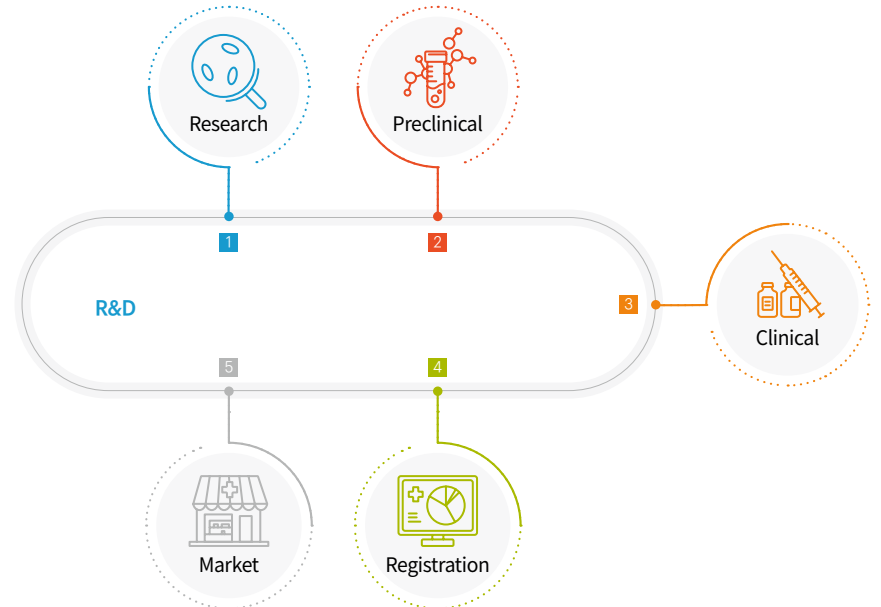 Research
Preclinical
1
2
R&D
3
Clinical
5
4
Market
Registration